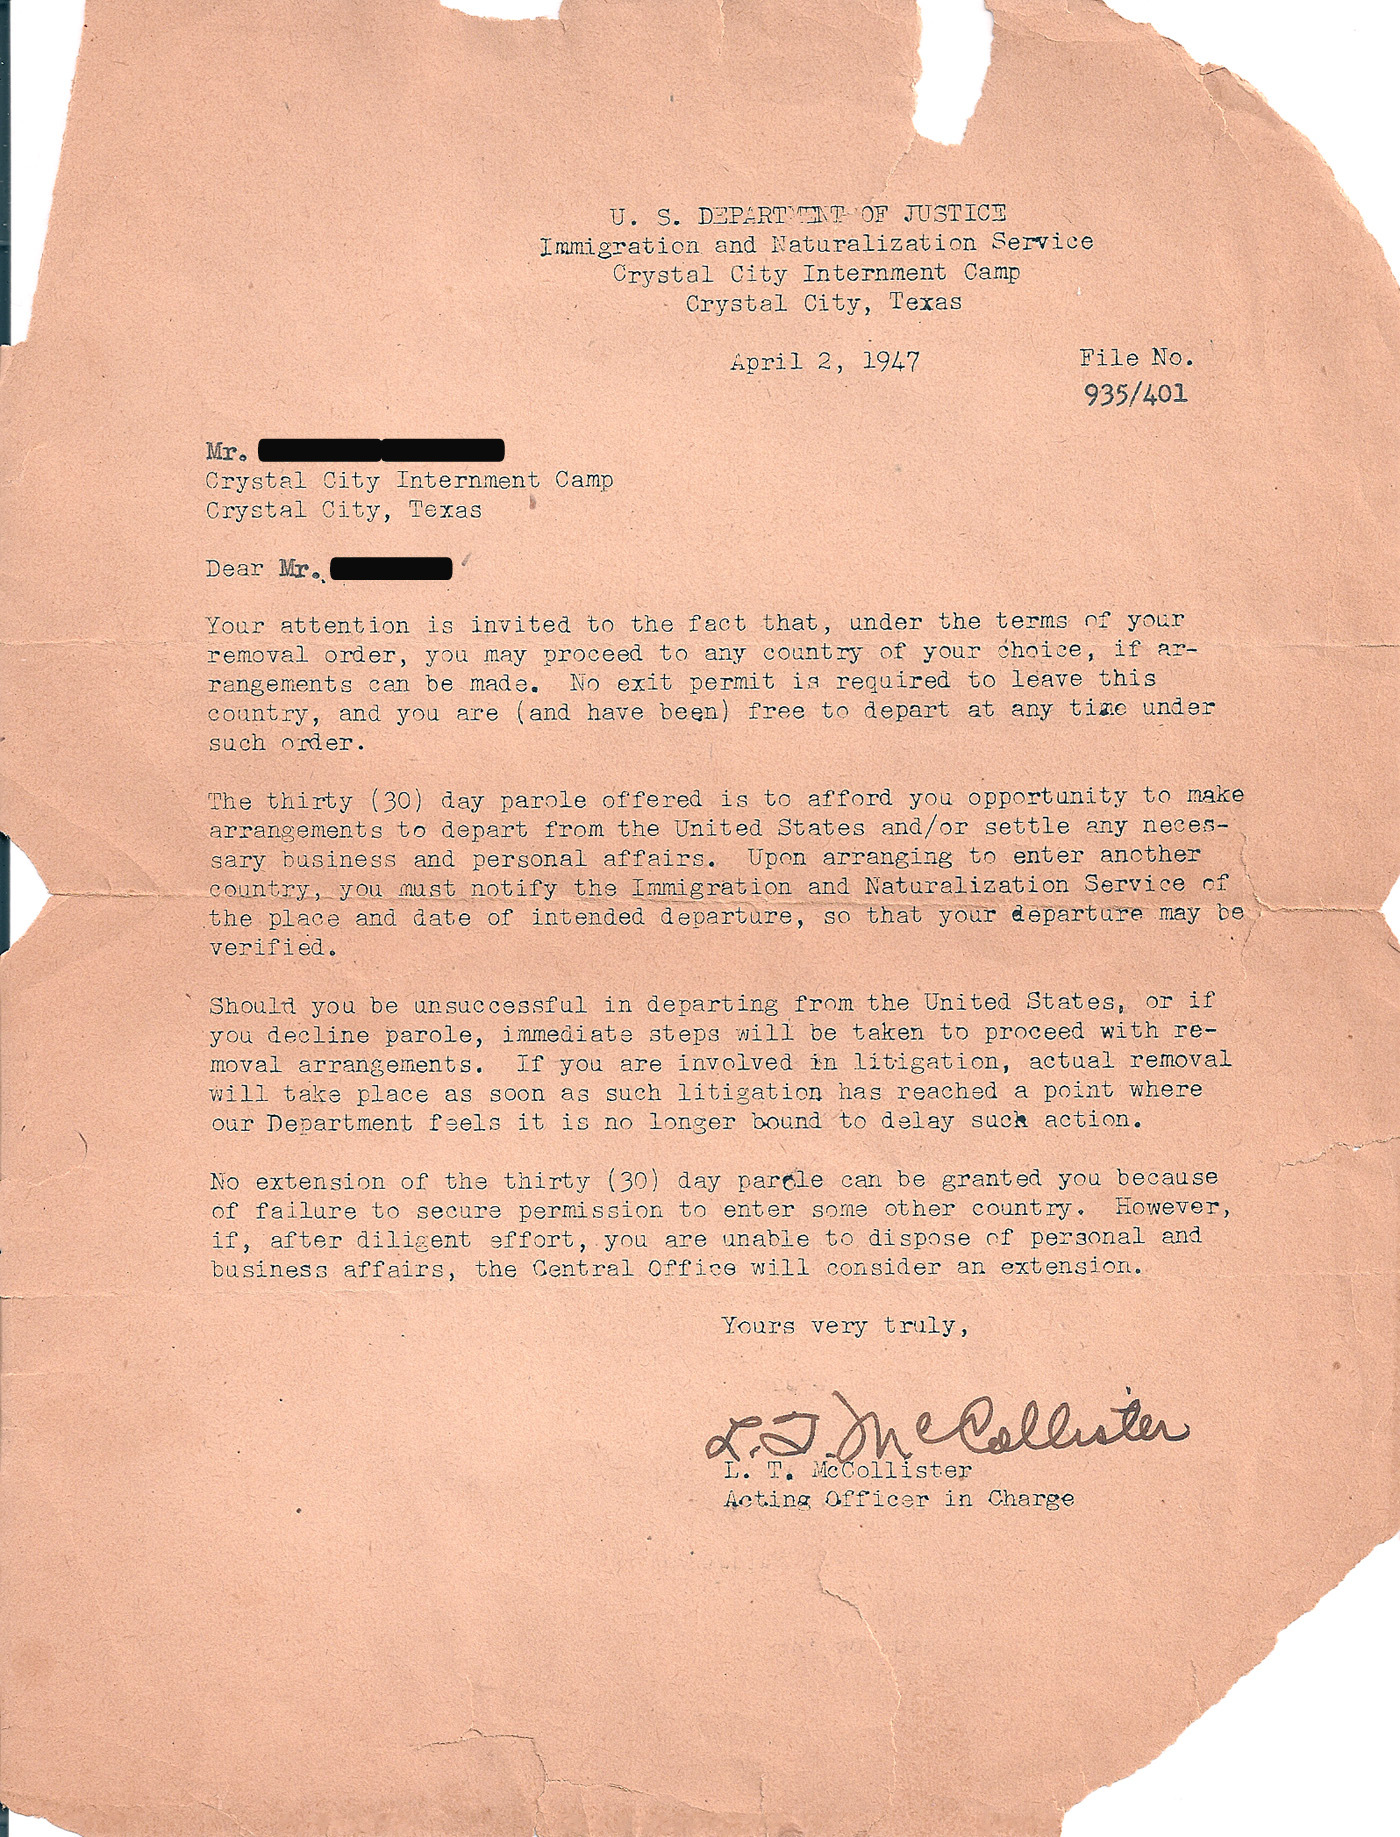 U. S. DEPARTMENT OF JUSTICE
Immigration and Naturalization Service
Crystal City Internment Camp
Crystal City, Texas
April 2, 1947 File No.
935/401
Mr.
Crystal City Internment Camp
Crystal City, Texas
Dear Mr.
Your attention is invited to the fact that, under the terms of your
removal order, you may proceed to any country of your choice, if ar-
rangements can be made. No exit permit is required to leave this
country, and you are (and have been) free to depart at any time under
such order.
The thirty (30) day parole offered is to afford you opportunity to make
arrangements to depart from the United States and/or settle any neces-
sary business and personal affairs. Upon arranging to enter another
country, you must notify the Immigration and Naturalization Service of
the place and date of intended departure, so that your departure may be
verified.
Should you be unsuccessful in departing from the United States, or if
you decline parole, immediate steps will be taken to proceed with re-
moval arrangements. If you are involved in litigation, actual removal
will take place as soon as such litigation has reached a point where
our Department feels it is no longer bound to delay such action.
No extension of the thirty (30) day parole can be granted you because
of failure to secure permission to enter some other country. However,
if, after diligent effort, you are unable to dispose of personal and
business affairs, the Central Office will consider an extension.
Yours very truly,
L. T. McCollister
L. T. McCollister
Acting Officer in Charge